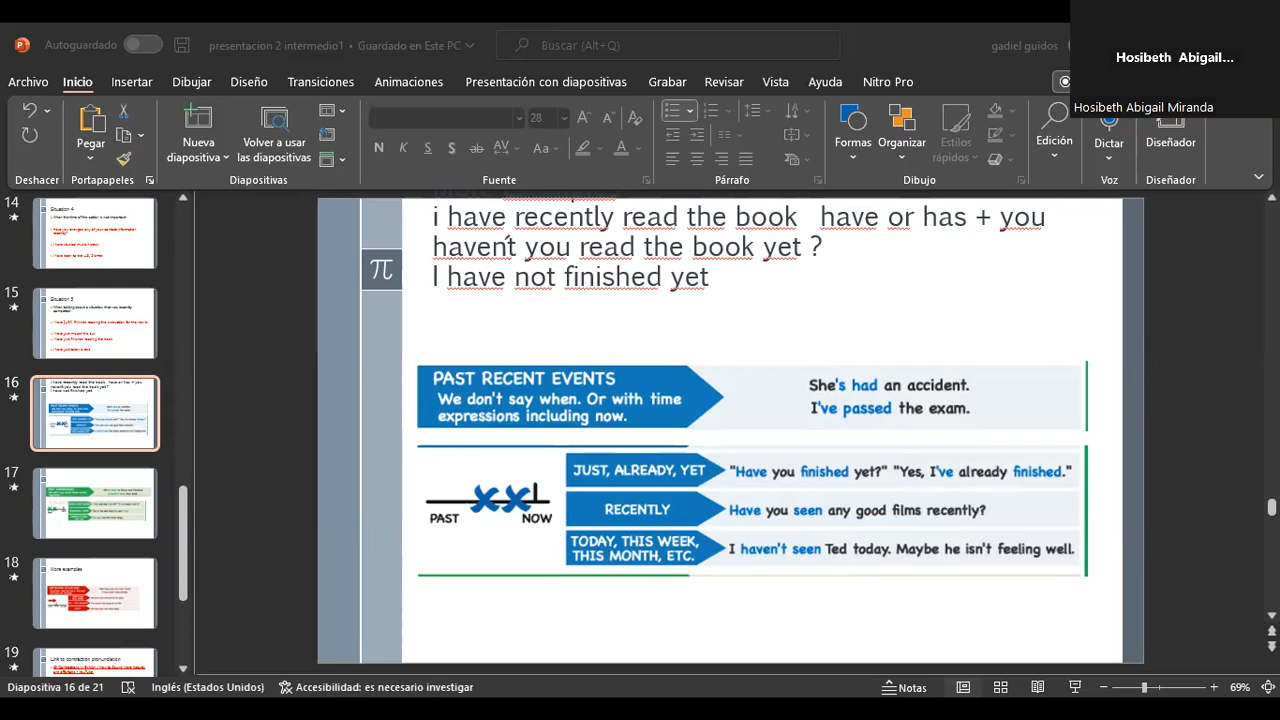 Autoguardado
presentacion 2 intermedio1 • Guardado en Este PC
Buscar (Alt+Q)
gadiel guidos
Hosibeth Abigail...
Hosibeth Abigail Miranda
Archivo Inicio Insertar Dibujar Diseño Transiciones Animaciones Presentación con diapositivas Grabar Revisar Vista Ayuda Nitro Pro
28
Pegar
Nueva diapositiva
Volver a usar las diapositivas
Formas
Organizar
Estilos rápidos
Edición
Dictar
Diseñador
Deshacer Portapapeles Diapositivas Fuente Párrafo Dibujo Voz Diseñador
14
Situation 4
15
Situation 5
16
17
18
More examples
19
i have recently read the book have or has + you
haven't you read the book yet ?
I have not finished yet
π
PAST RECENT EVENTS
We don't say when. Or with time
expressions including now.
She's had an accident.
I've passed the exam.
PAST NOW
JUST, ALREADY, YET
"Have you finished yet?" "Yes, I've already finished."
RECENTLY
Have you seen any good films recently?
TODAY, THIS WEEK,
THIS MONTH, ETC.
I haven't seen Ted today. Maybe he isn't feeling well.
Diapositiva 16 de 21 Inglés (Estados Unidos) Accesibilidad: es necesario investigar Notas 69%